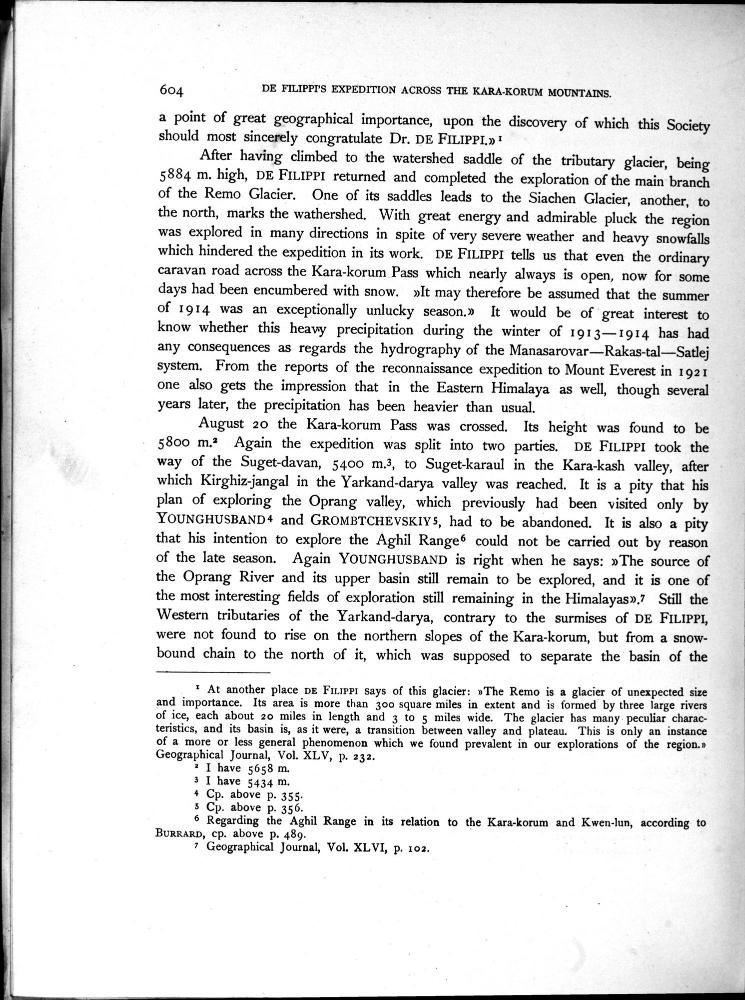 604 DE FILIPPI'S EXPEDITION ACROSS THE KARA-KORUM MOUNTAINS.
a point of great geographical importance, upon the discovery of which this Society
should most sincerely congratulate Dr. DE FILIPPI.» ¹
After having climbed to the watershed saddle of the tributary glacier, being
5884 m. high, DE FILIPPI returned and completed the exploration of the main branch
of the Remo Glacier. One of its saddles leads to the Siachen Glacier, another, to
the north, marks the wathershed. With great energy and admirable pluck the region
was explored in many directions in spite of very severe weather and heavy snowfalls
which hindered the expedition in its work. DE FILIPPI tells us that even the ordinary
caravan road across the Kara-korum Pass which nearly always is open, now for some
days had been encumbered with snow. »It may therefore be assumed that the summer
of 1914 was an exceptionally unlucky season.» It would be of great interest to
know whether this heavy precipitation during the winter of 1913—1914 has had
any consequences as regards the hydrography of the Manasarovar—Rakas-tal—Satlej
system. From the reports of the reconnaissance expedition to Mount Everest in 1921
one also gets the impression that in the Eastern Himalaya as well, though several
years later, the precipitation has been heavier than usual.
August 20 the Kara-korum Pass was crossed. Its height was found to be
5800 m.² Again the expedition was split into two parties. DE FILIPPI took the
way of the Suget-davan, 5400 m.³, to Suget-karaul in the Kara-kash valley, after
which Kirghiz-jangal in the Yarkand-darya valley was reached. It is a pity that his
plan of exploring the Oprang valley, which previously had been visited only by
YOUNGHUSBAND⁴ and GROMBTCHEVSKIY⁵, had to be abandoned. It is also a pity
that his intention to explore the Aghil Range⁶ could not be carried out by reason
of the late season. Again YOUNGHUSBAND is right when he says: »The source of
the Oprang River and its upper basin still remain to be explored, and it is one of
the most interesting fields of exploration still remaining in the Himalayas».⁷ Still the
Western tributaries of the Yarkand-darya, contrary to the surmises of DE FILIPPI,
were not found to rise on the northern slopes of the Kara-korum, but from a snow-
bound chain to the north of it, which was supposed to separate the basin of the
¹ At another place DE FILIPPI says of this glacier: »The Remo is a glacier of unexpected size
and importance. Its area is more than 300 square miles in extent and is formed by three large rivers
of ice, each about 20 miles in length and 3 to 5 miles wide. The glacier has many peculiar charac-
teristics, and its basin is, as it were, a transition between valley and plateau. This is only an instance
of a more or less general phenomenon which we found prevalent in our explorations of the region.»
Geographical Journal, Vol. XLV, p. 232.
² I have 5658 m.
³ I have 5434 m.
⁴ Cp. above p. 355.
⁵ Cp. above p. 356.
⁶ Regarding the Aghil Range in its relation to the Kara-korum and Kwen-lun, according to
BURRARD, cp. above p. 489.
⁷ Geographical Journal, Vol. XLVI, p. 102.